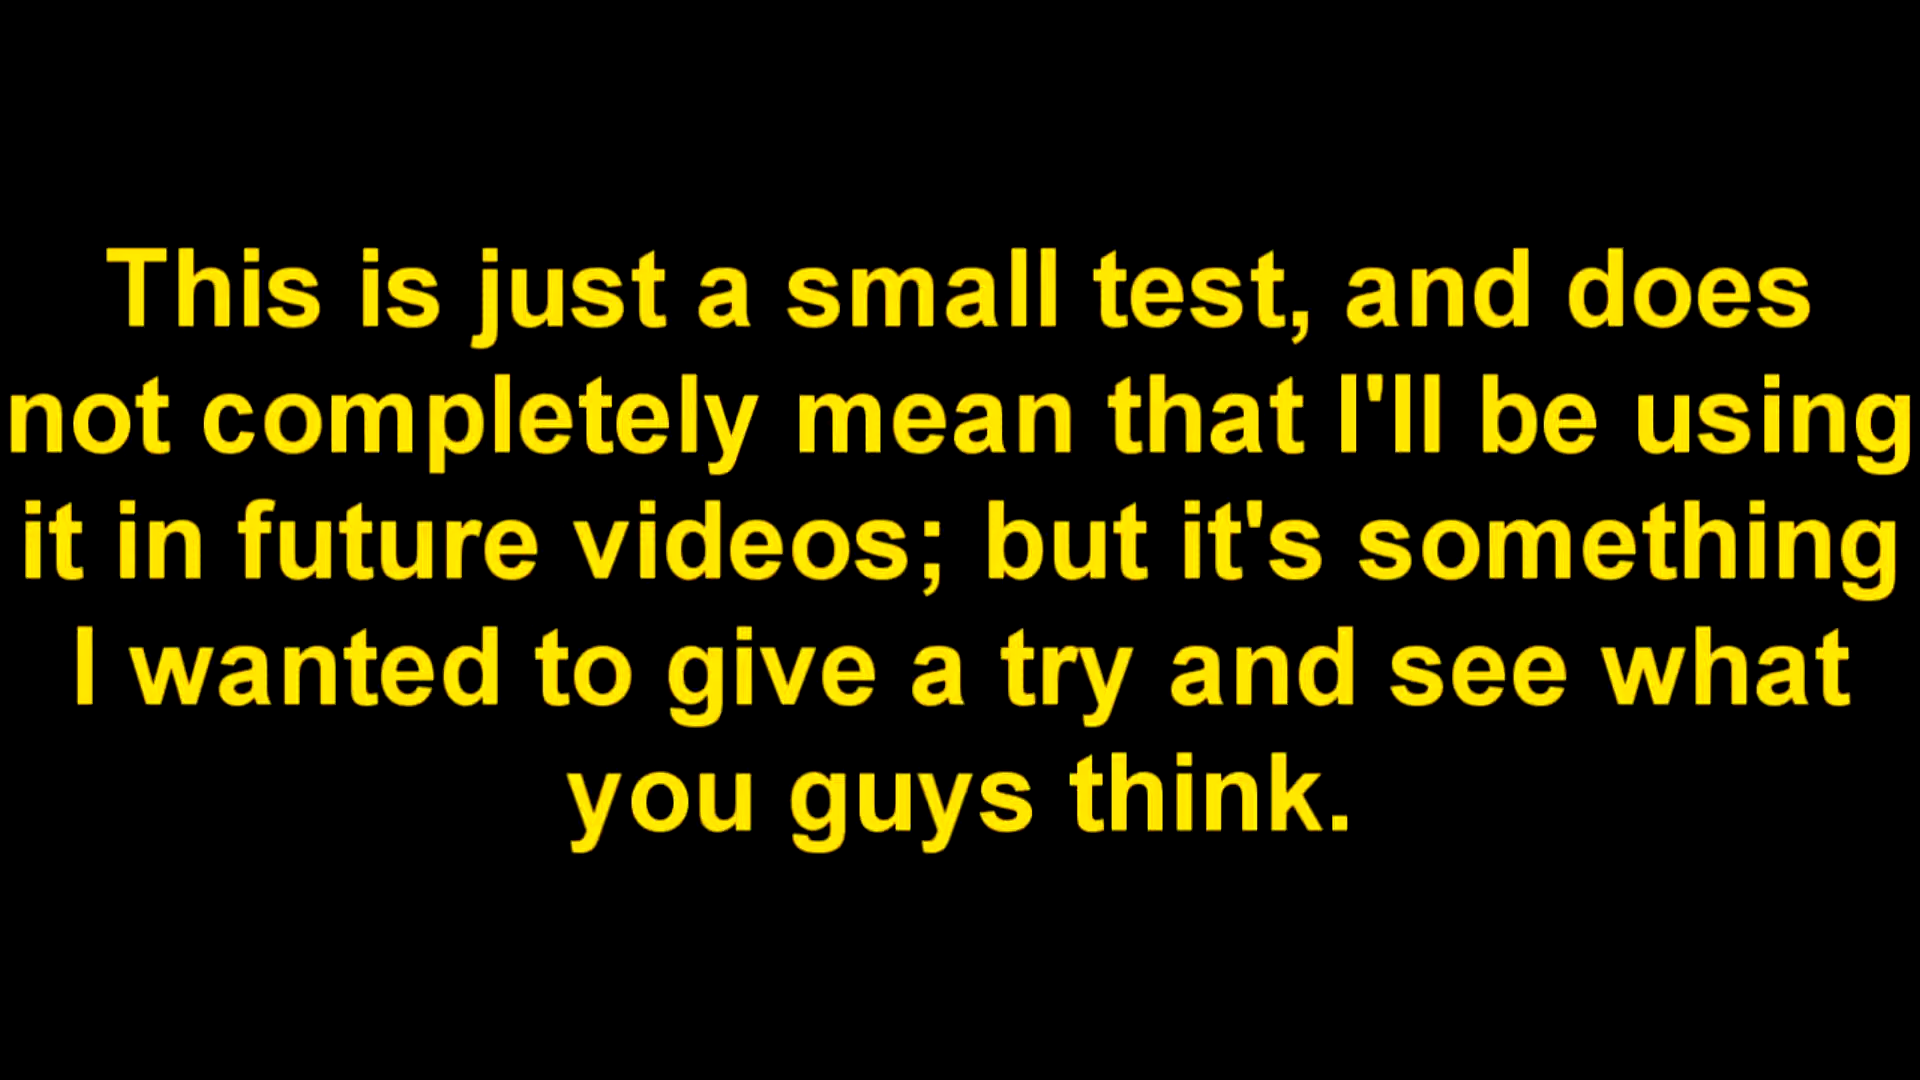 This is just a small test, and does
not completely mean that I'll be using
it in future videos; but it's something
I wanted to give a try and see what
you guys think.